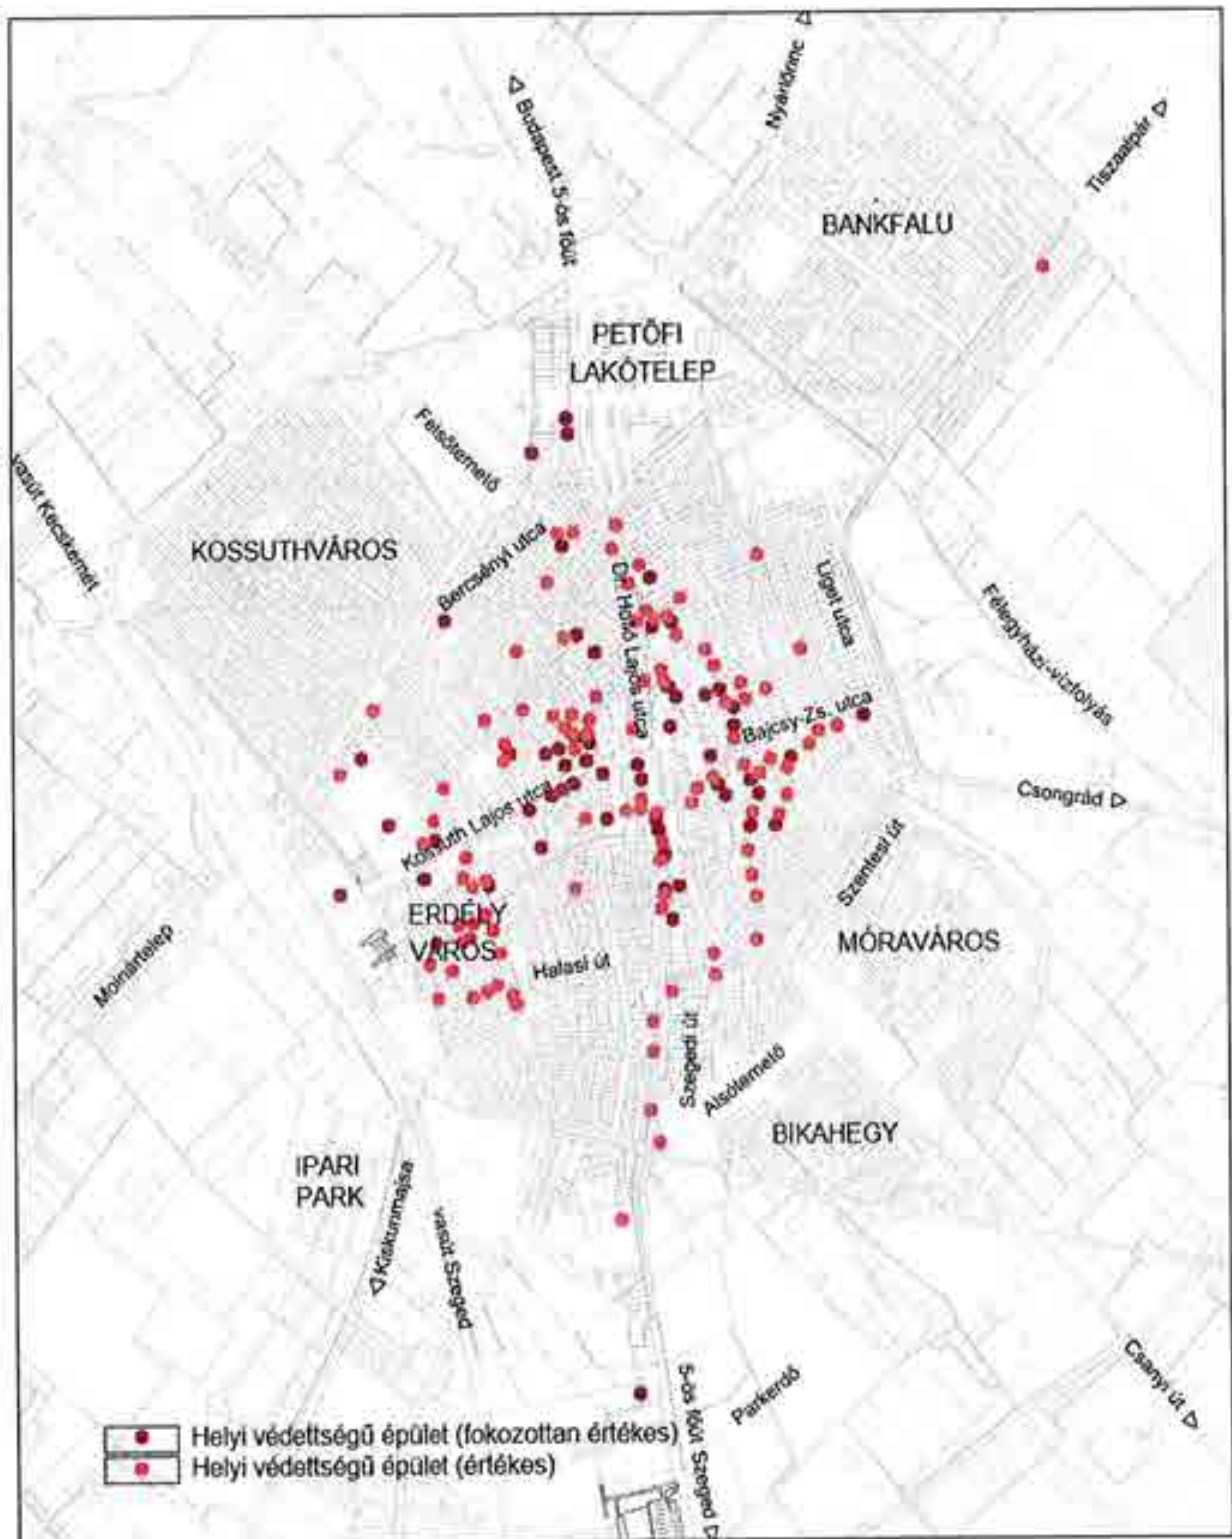 Nyárlőrinc
Budapest 5-ös főút
Tiszaalpár
BANKFALU
PETŐFI
LAKÓTELEP
Felsőtemető
vasút Kecskemét
KOSSUTHVÁROS
Bercsényi utca
Dr. Holló Lajos utca
Liget utca
Félegyházi-vízfolyás
Bajcsy-Zs. utca
Csongrád
Kossuth Lajos utca
Szentesi út
ERDÉLY
VÁROS
MÓRAVÁROS
Molnártelep
Halasi út
Szegedi út
Alsótemető
BIKAHEGY
IPARI
PARK
Kiskunmajsa
vasút Szeged
5-ös főút Szeged
Parkerdő
Csanyi út
Helyi védettségű épület (fokozottan értékes)
Helyi védettségű épület (értékes)